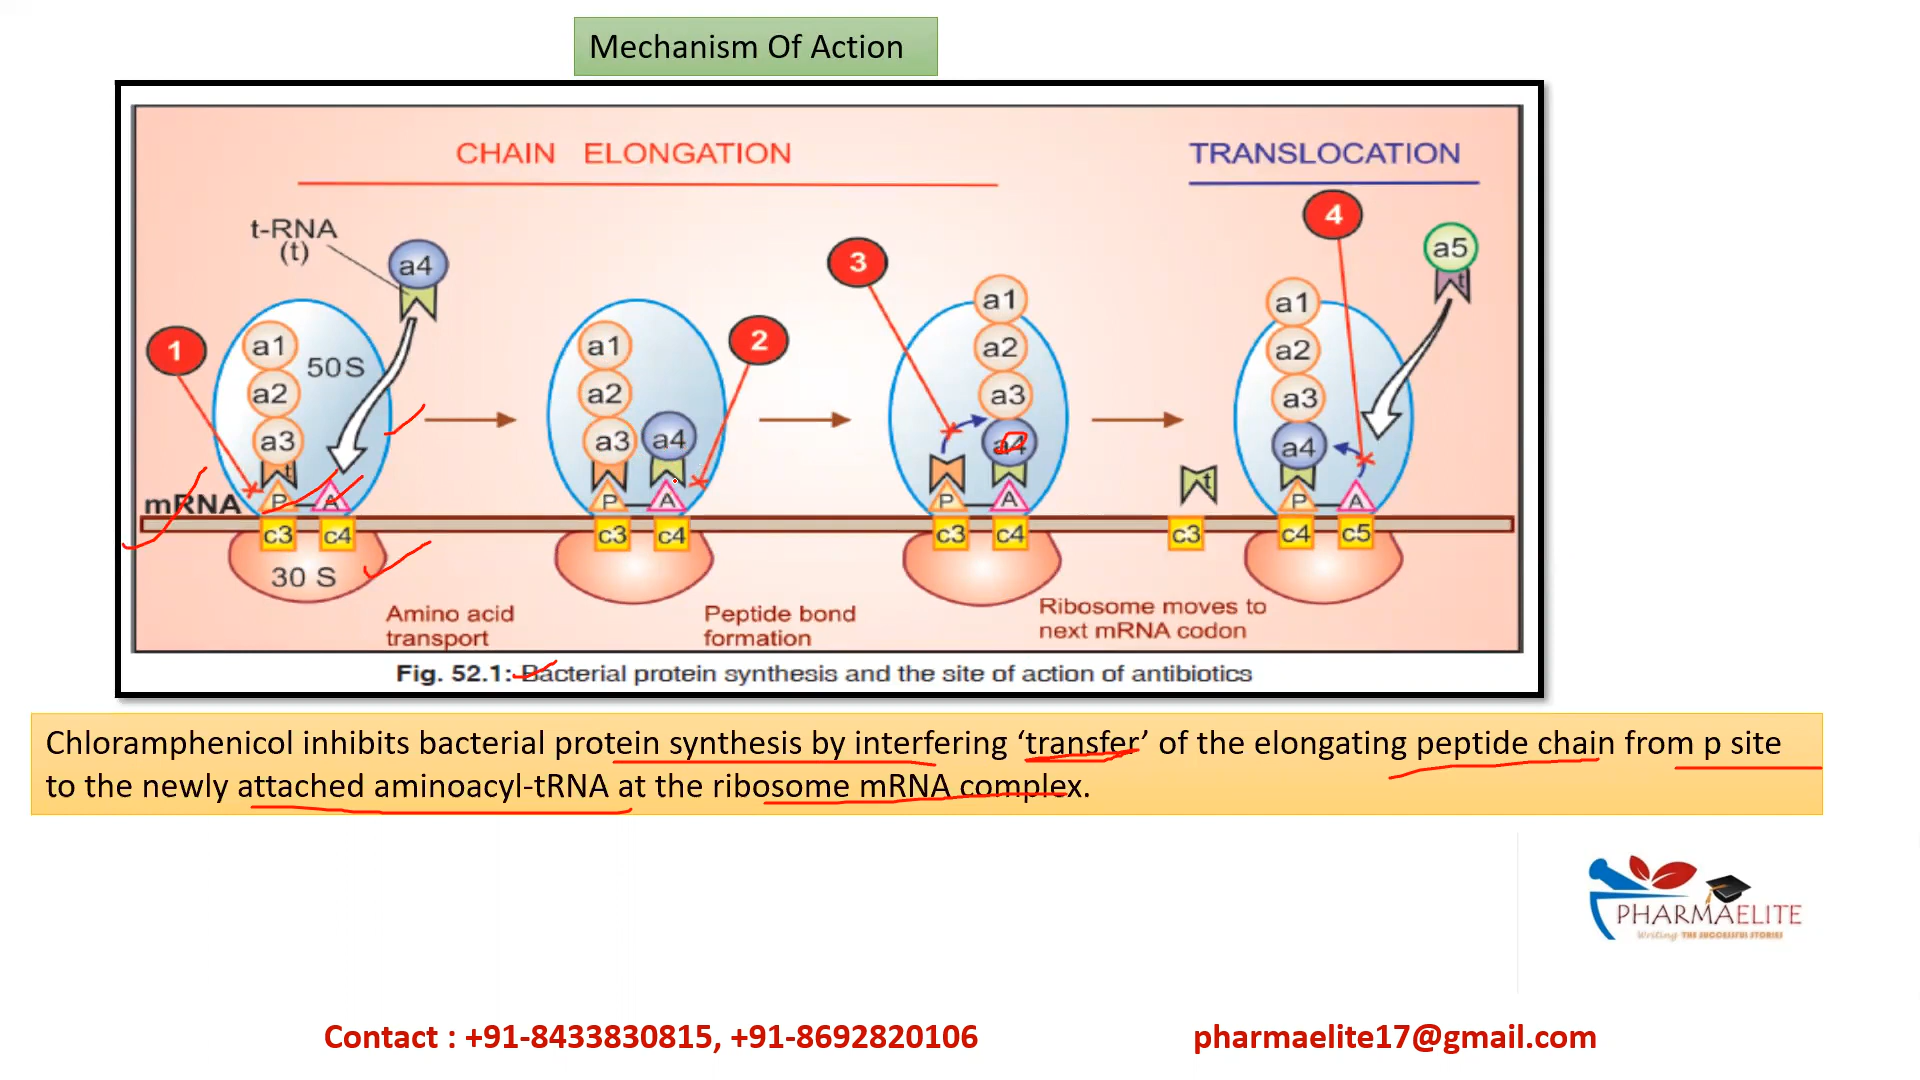 Mechanism Of Action
CHAIN ELONGATION
TRANSLOCATION
t-RNA
(t)
a4
1
a1
a2
a3
50 S
t
P
A
mRNA
c3
c4
30 S
Amino acid
transport
a1
a2
a3
a4
2
P
A
c3
c4
Peptide bond
formation
3
a1
a2
a3
a4
P
A
c3
c4
Ribosome moves to
next mRNA codon
t
c3
4
a5
t
a1
a2
a3
a4
P
A
c4
c5
Fig. 52.1: Bacterial protein synthesis and the site of action of antibiotics
Chloramphenicol inhibits bacterial protein synthesis by interfering ‘transfer’ of the elongating peptide chain from p site
to the newly attached aminoacyl-tRNA at the ribosome mRNA complex.
PHARMAELITE
Writing THE SUCCESSFUL STORIES
Contact : +91-8433830815, +91-8692820106
pharmaelite17@gmail.com